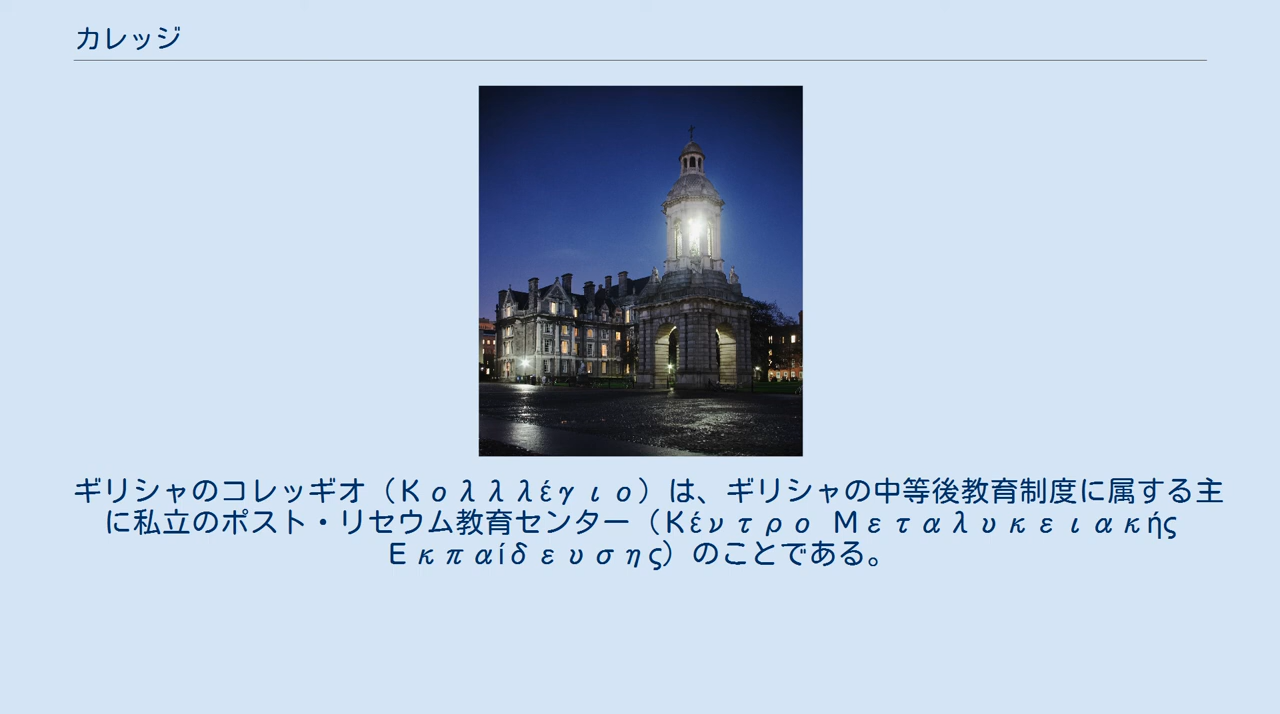 カレッジ
ギリシャのコレッギオ（Κολλλέγιο）は、ギリシャの中等後教育制度に属する主
に私立のポスト・リセウム教育センター（Κέντρο Μεταλυκειακής
Εκπαίδευσης）のことである。